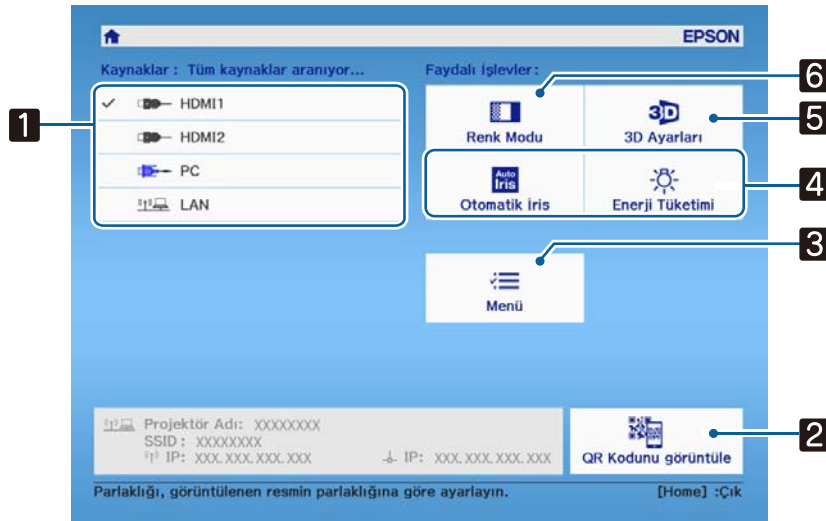 EPSON
Kaynaklar : Tüm kaynaklar aranıyor...
HDMI1
HDMI2
PC
LAN
1
Faydalı İşlevler:
Renk Modu
3D
3D Ayarları
Auto
Iris
Otomatik İris
Enerji Tüketimi
Menü
6
5
4
3
Projektör Adı: XXXXXXXX
SSID : XXXXXXXX
IP: XXX. XXX. XXX. XXX
IP: XXX. XXX. XXX. XXX
QR Kodunu görüntüle
2
Parlaklığı, görüntülenen resmin parlaklığına göre ayarlayın.
[Home] :Çık